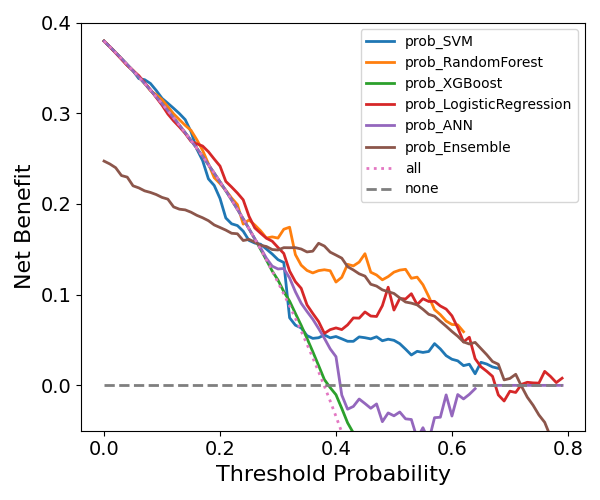 0.4
0.3
0.2
0.1
0.0
Net Benefit
prob_SVM
prob_RandomForest
prob_XGBoost
prob_LogisticRegression
prob_ANN
prob_Ensemble
all
none
0.0 0.2 0.4 0.6 0.8
Threshold Probability